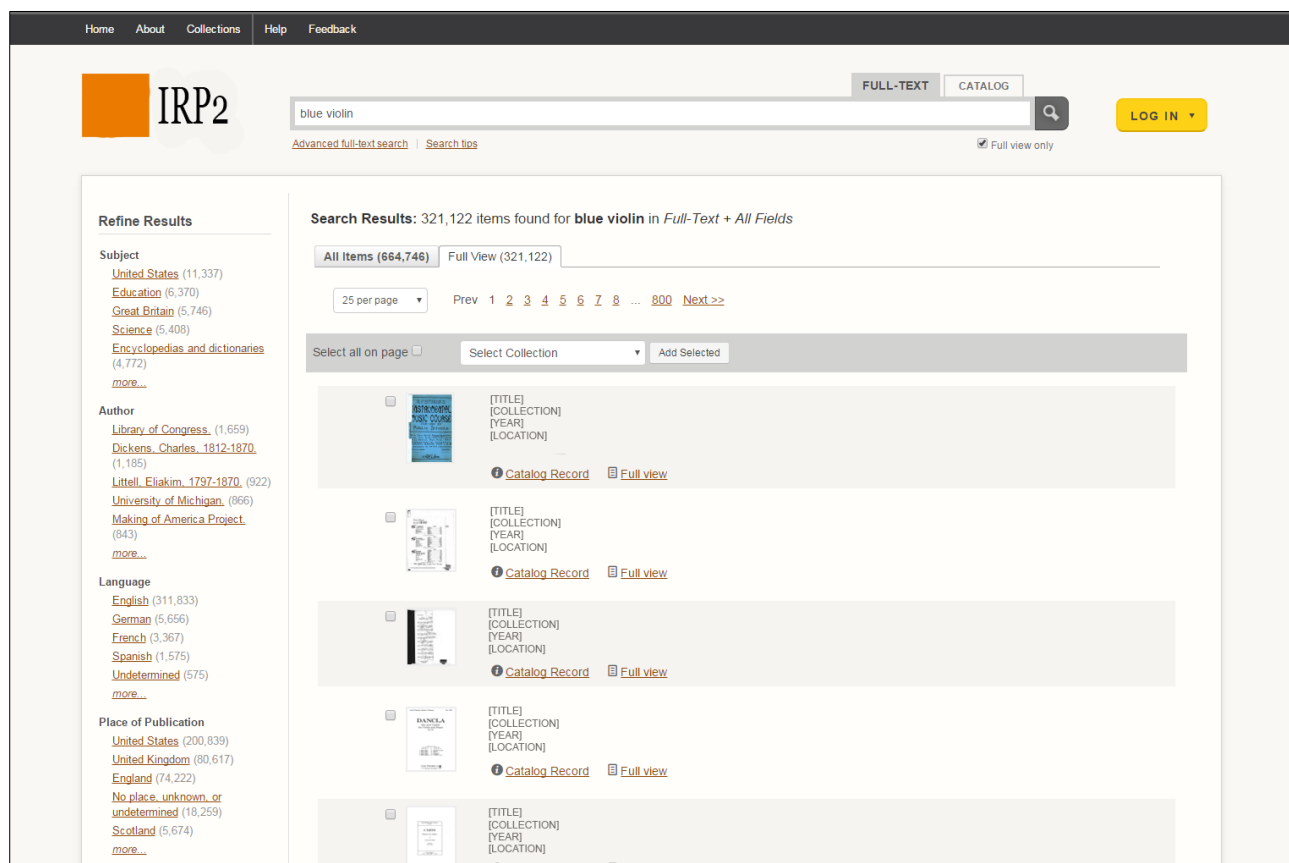 Home About Collections Help Feedback
IRP2
FULL-TEXT CATALOG
blue violin
LOG IN ▾
Advanced full-text search | Search tips
Full view only
Refine Results
Subject
United States (11,337)
Education (6,370)
Great Britain (5,746)
Science (5,408)
Encyclopedias and dictionaries
(4,772)
more...
Author
Library of Congress. (1,659)
Dickens, Charles, 1812-1870.
(1,185)
Littell, Eliakim, 1797-1870. (922)
University of Michigan. (866)
Making of America Project.
(843)
more...
Language
English (311,833)
German (5,656)
French (3,367)
Spanish (1,575)
Undetermined (575)
more...
Place of Publication
United States (200,839)
United Kingdom (80,617)
England (74,222)
No place, unknown, or
undetermined (18,259)
Scotland (5,674)
more...
Search Results: 321,122 items found for blue violin in Full-Text + All Fields
All Items (664,746) Full View (321,122)
25 per page ▾ Prev 1 2 3 4 5 6 7 8 ... 800 Next >>
Select all on page Select Collection ▾ Add Selected
INSTRUMENTAL
MUSIC COURSE
[TITLE]
[COLLECTION]
[YEAR]
[LOCATION]
Catalog Record Full view
[TITLE]
[COLLECTION]
[YEAR]
[LOCATION]
Catalog Record Full view
[TITLE]
[COLLECTION]
[YEAR]
[LOCATION]
Catalog Record Full view
DANCLA
[TITLE]
[COLLECTION]
[YEAR]
[LOCATION]
Catalog Record Full view
[TITLE]
[COLLECTION]
[YEAR]
[LOCATION]